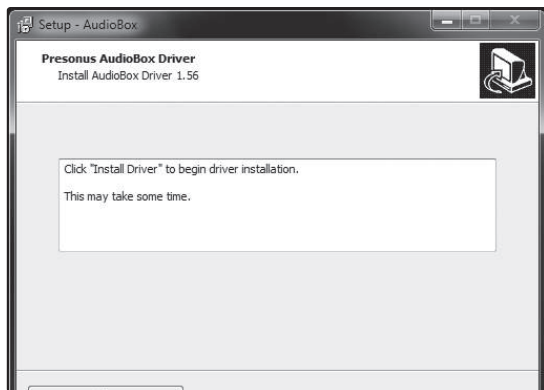 Setup - AudioBox
Presonus AudioBox Driver
Install AudioBox Driver 1.56
Click "Install Driver" to begin driver installation.
This may take some time.